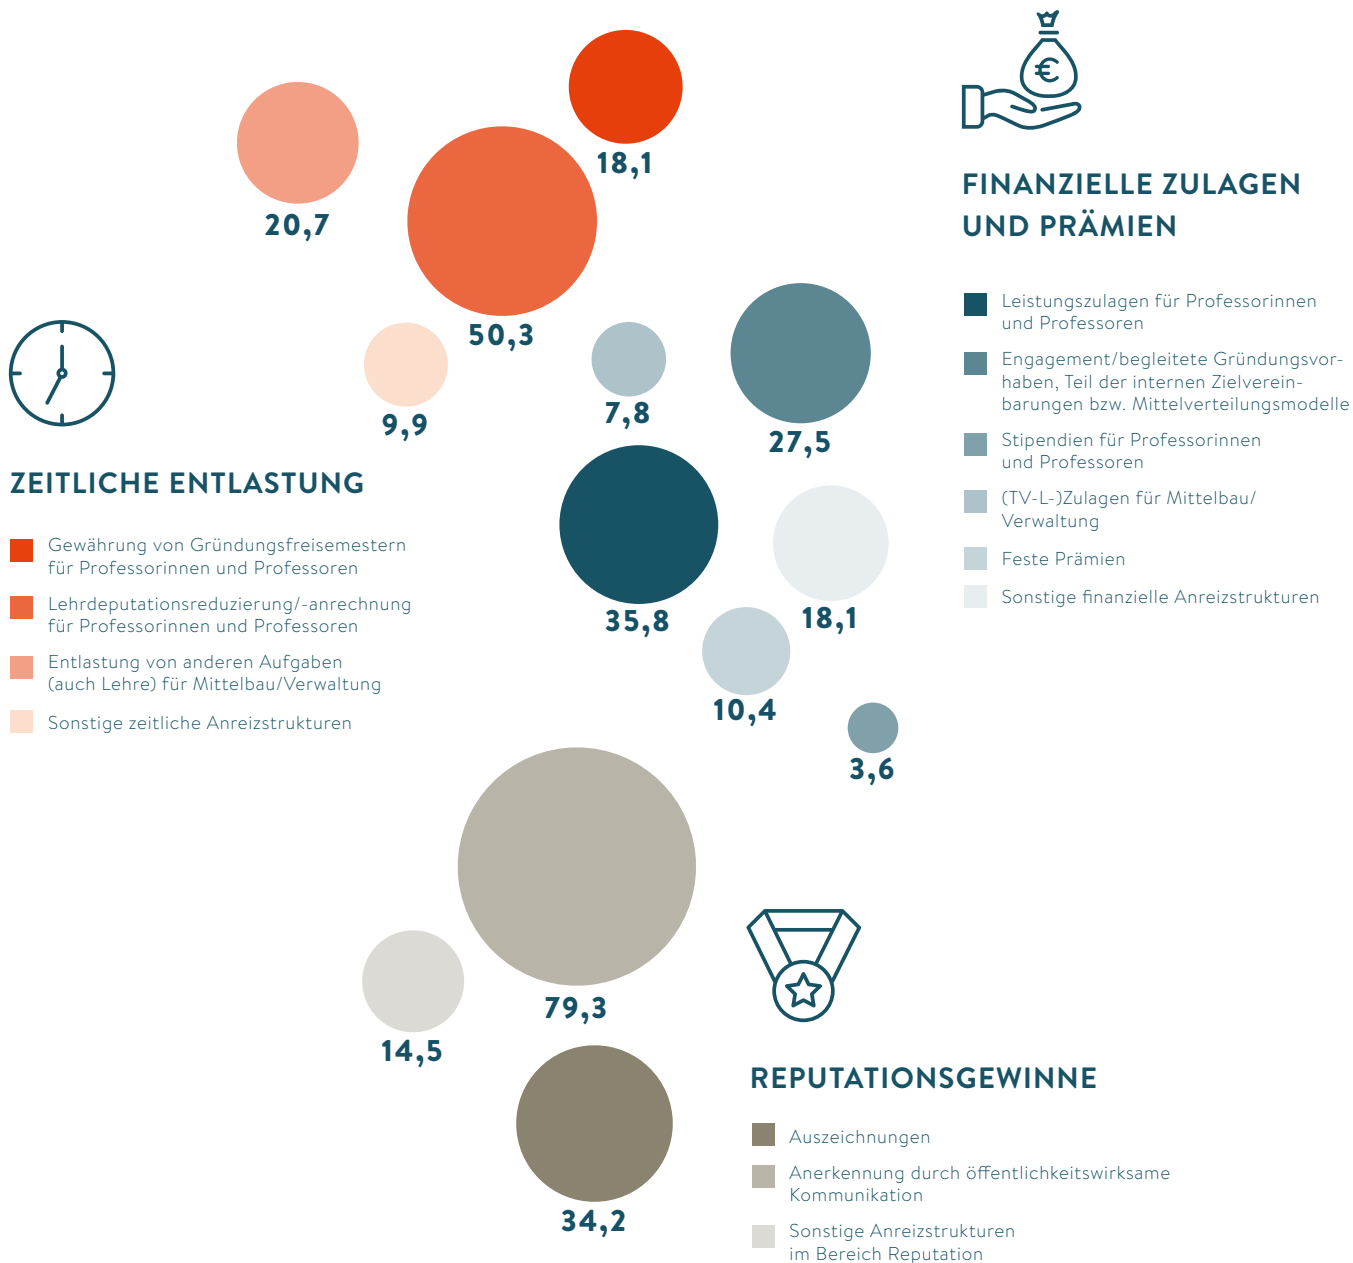 18,1
20,7
50,3
9,9
7,8
27,5
35,8
18,1
10,4
3,6
79,3
14,5
34,2
ZEITLICHE ENTLASTUNG
Gewährung von Gründungsfreisemestern
für Professorinnen und Professoren
Lehrdeputationsreduzierung/-anrechnung
für Professorinnen und Professoren
Entlastung von anderen Aufgaben
(auch Lehre) für Mittelbau/Verwaltung
Sonstige zeitliche Anreizstrukturen
€
FINANZIELLE ZULAGEN
UND PRÄMIEN
Leistungszulagen für Professorinnen
und Professoren
Engagement/begleitete Gründungsvor-
haben, Teil der internen Zielverein-
barungen bzw. Mittelverteilungsmodelle
Stipendien für Professorinnen
und Professoren
(TV-L-)Zulagen für Mittelbau/
Verwaltung
Feste Prämien
Sonstige finanzielle Anreizstrukturen
REPUTATIONSGEWINNE
Auszeichnungen
Anerkennung durch öffentlichkeitswirksame
Kommunikation
Sonstige Anreizstrukturen
im Bereich Reputation